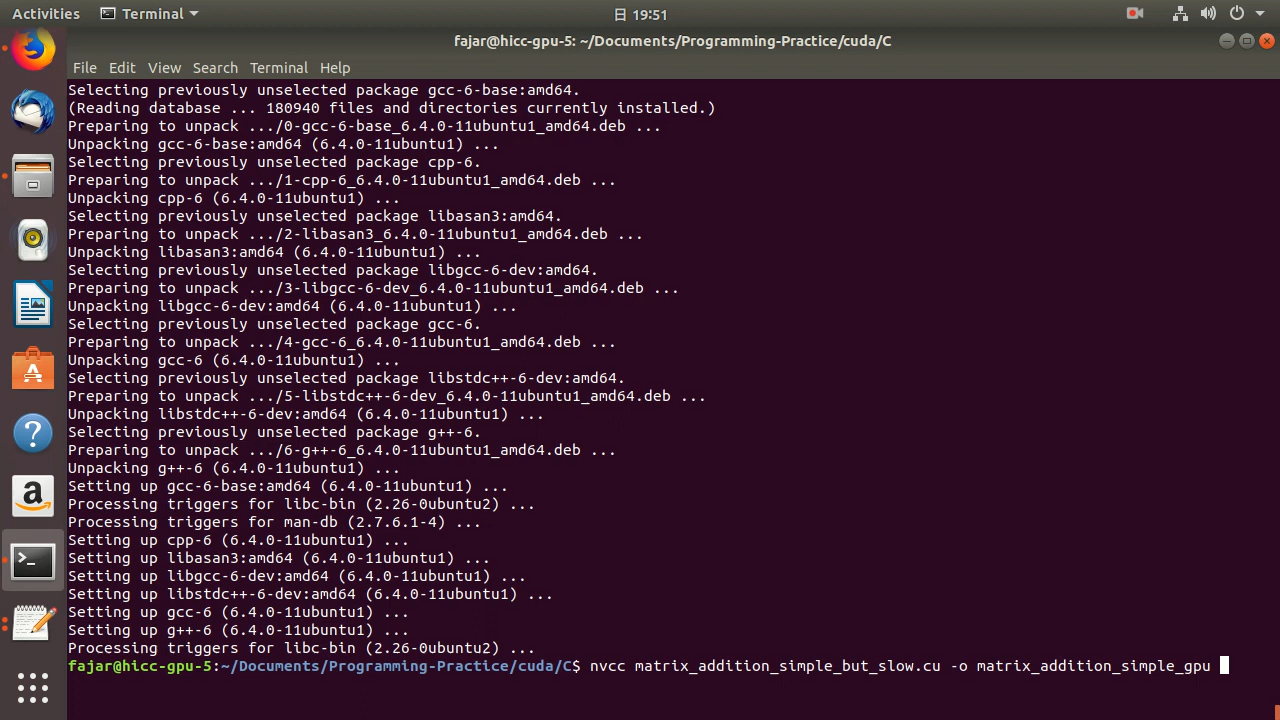 Activities Terminal 日 19:51
fajar@hicc-gpu-5: ~/Documents/Programming-Practice/cuda/C
File Edit View Search Terminal Help
Selecting previously unselected package gcc-6-base:amd64.
(Reading database ... 180940 files and directories currently installed.)
Preparing to unpack .../0-gcc-6-base_6.4.0-11ubuntu1_amd64.deb ...
Unpacking gcc-6-base:amd64 (6.4.0-11ubuntu1) ...
Selecting previously unselected package cpp-6.
Preparing to unpack .../1-cpp-6_6.4.0-11ubuntu1_amd64.deb ...
Unpacking cpp-6 (6.4.0-11ubuntu1) ...
Selecting previously unselected package libasan3:amd64.
Preparing to unpack .../2-libasan3_6.4.0-11ubuntu1_amd64.deb ...
Unpacking libasan3:amd64 (6.4.0-11ubuntu1) ...
Selecting previously unselected package libgcc-6-dev:amd64.
Preparing to unpack .../3-libgcc-6-dev_6.4.0-11ubuntu1_amd64.deb ...
Unpacking libgcc-6-dev:amd64 (6.4.0-11ubuntu1) ...
Selecting previously unselected package gcc-6.
Preparing to unpack .../4-gcc-6_6.4.0-11ubuntu1_amd64.deb ...
Unpacking gcc-6 (6.4.0-11ubuntu1) ...
Selecting previously unselected package libstdc++-6-dev:amd64.
Preparing to unpack .../5-libstdc++-6-dev_6.4.0-11ubuntu1_amd64.deb ...
Unpacking libstdc++-6-dev:amd64 (6.4.0-11ubuntu1) ...
Selecting previously unselected package g++-6.
Preparing to unpack .../6-g++-6_6.4.0-11ubuntu1_amd64.deb ...
Unpacking g++-6 (6.4.0-11ubuntu1) ...
Setting up gcc-6-base:amd64 (6.4.0-11ubuntu1) ...
Processing triggers for libc-bin (2.26-0ubuntu2) ...
Processing triggers for man-db (2.7.6.1-4) ...
Setting up cpp-6 (6.4.0-11ubuntu1) ...
Setting up libasan3:amd64 (6.4.0-11ubuntu1) ...
Setting up libgcc-6-dev:amd64 (6.4.0-11ubuntu1) ...
Setting up libstdc++-6-dev:amd64 (6.4.0-11ubuntu1) ...
Setting up gcc-6 (6.4.0-11ubuntu1) ...
Setting up g++-6 (6.4.0-11ubuntu1) ...
Processing triggers for libc-bin (2.26-0ubuntu2) ...
fajar@hicc-gpu-5:~/Documents/Programming-Practice/cuda/C$ nvcc matrix_addition_simple_but_slow.cu -o matrix_addition_simple_gpu